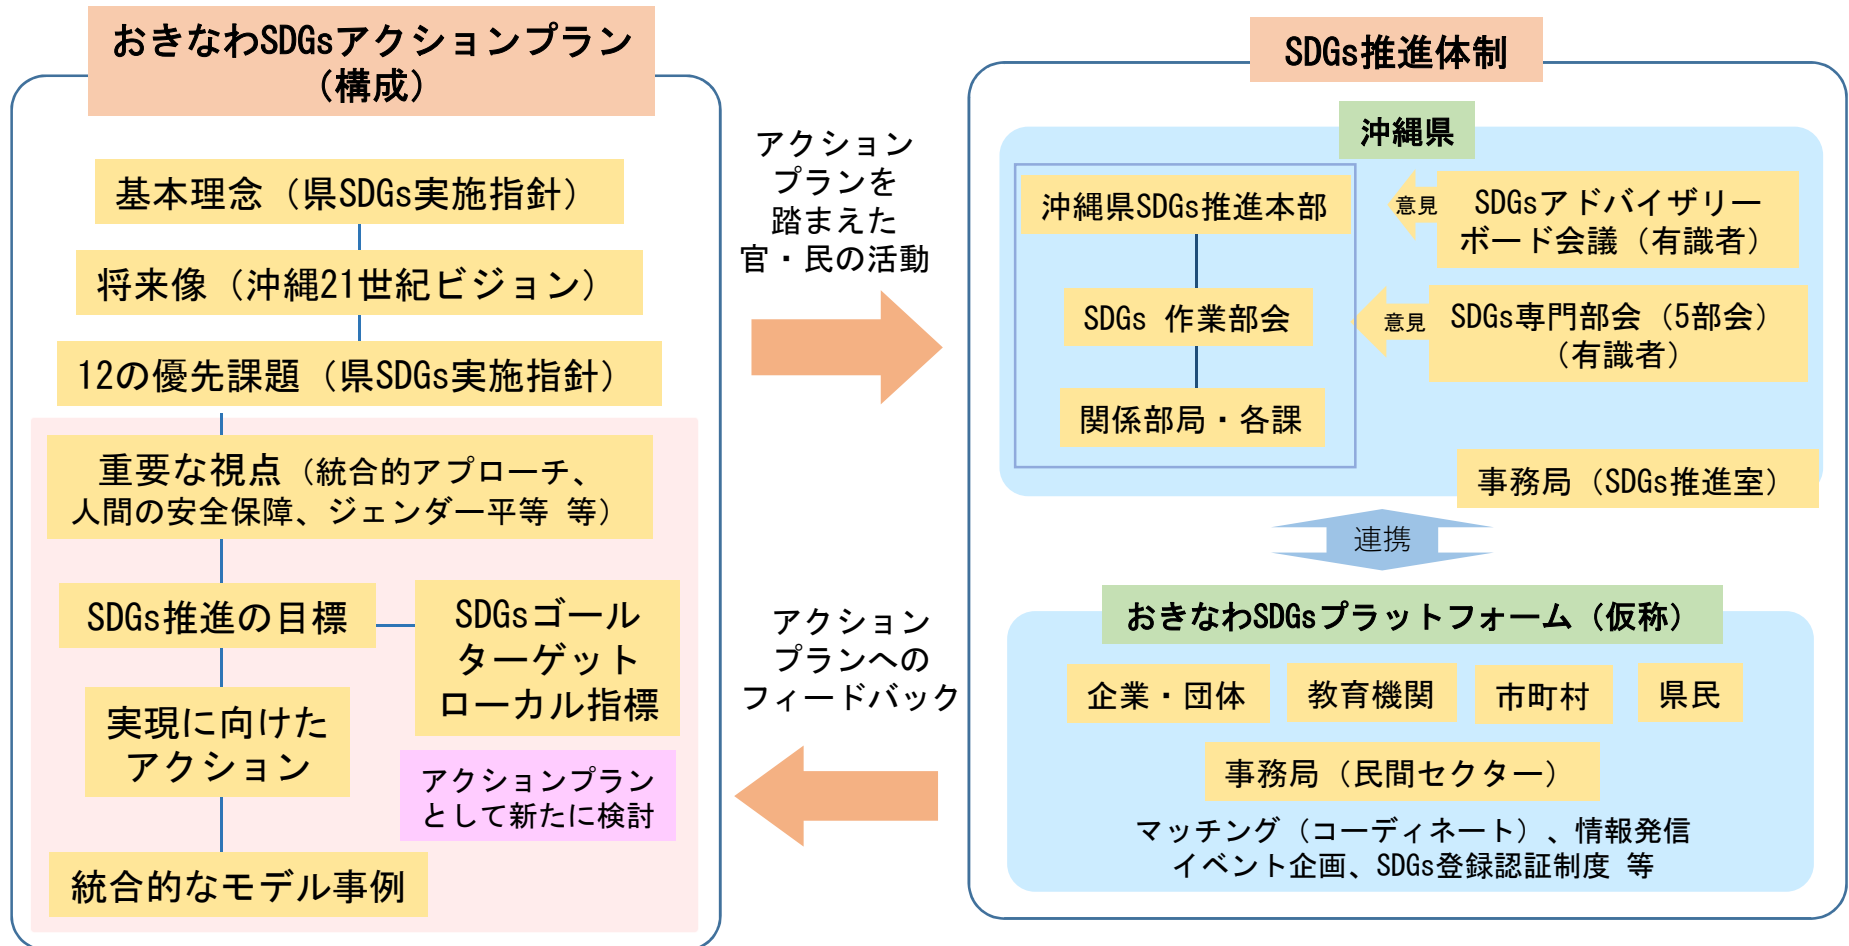 おきなわSDGsアクションプラン
（構成）
基本理念（県SDGs実施指針）
将来像（沖縄21世紀ビジョン）
12の優先課題（県SDGs実施指針）
重要な視点（統合的アプローチ、
人間の安全保障、ジェンダー平等 等）
SDGs推進の目標
SDGsゴール
ターゲット
ローカル指標
実現に向けた
アクション
アクションプラン
として新たに検討
統合的なモデル事例
アクション
プランを
踏まえた
官・民の活動
アクション
プランへの
フィードバック
SDGs推進体制
沖縄県
沖縄県SDGs推進本部
意見
SDGsアドバイザリー
ボード会議（有識者）
SDGs 作業部会
意見
SDGs専門部会（5部会）
（有識者）
関係部局・各課
事務局（SDGs推進室）
連携
おきなわSDGsプラットフォーム（仮称）
企業・団体
教育機関
市町村
県民
事務局（民間セクター）
マッチング（コーディネート）、情報発信
イベント企画、SDGs登録認証制度 等